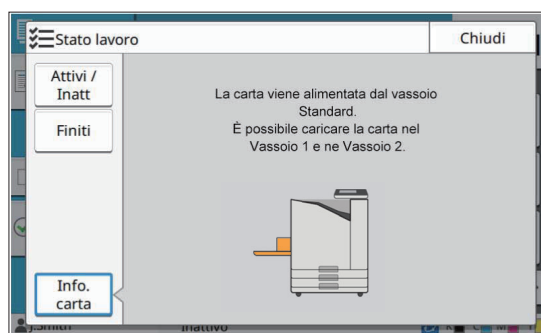 Stato lavoro
Chiudi
Attivi /
Inatt
Finiti
La carta viene alimentata dal vassoio
Standard.
È possibile caricare la carta nel
Vassoio 1 e ne Vassoio 2.
Info.
carta
J.Smith
Inattivo